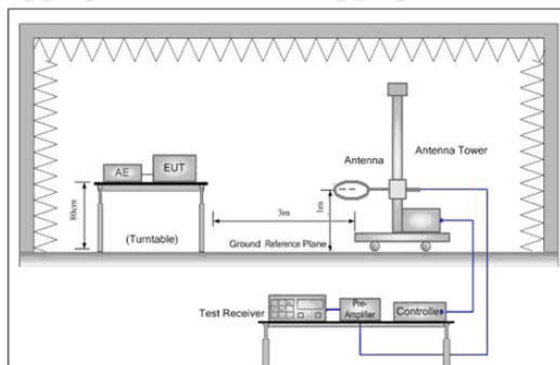 Antenna
Antenna Tower
AE
EUT
80cm
(Turntable)
3m
1m
Ground Reference Plane
Test Receiver
Pre-
Amplifier
Controller